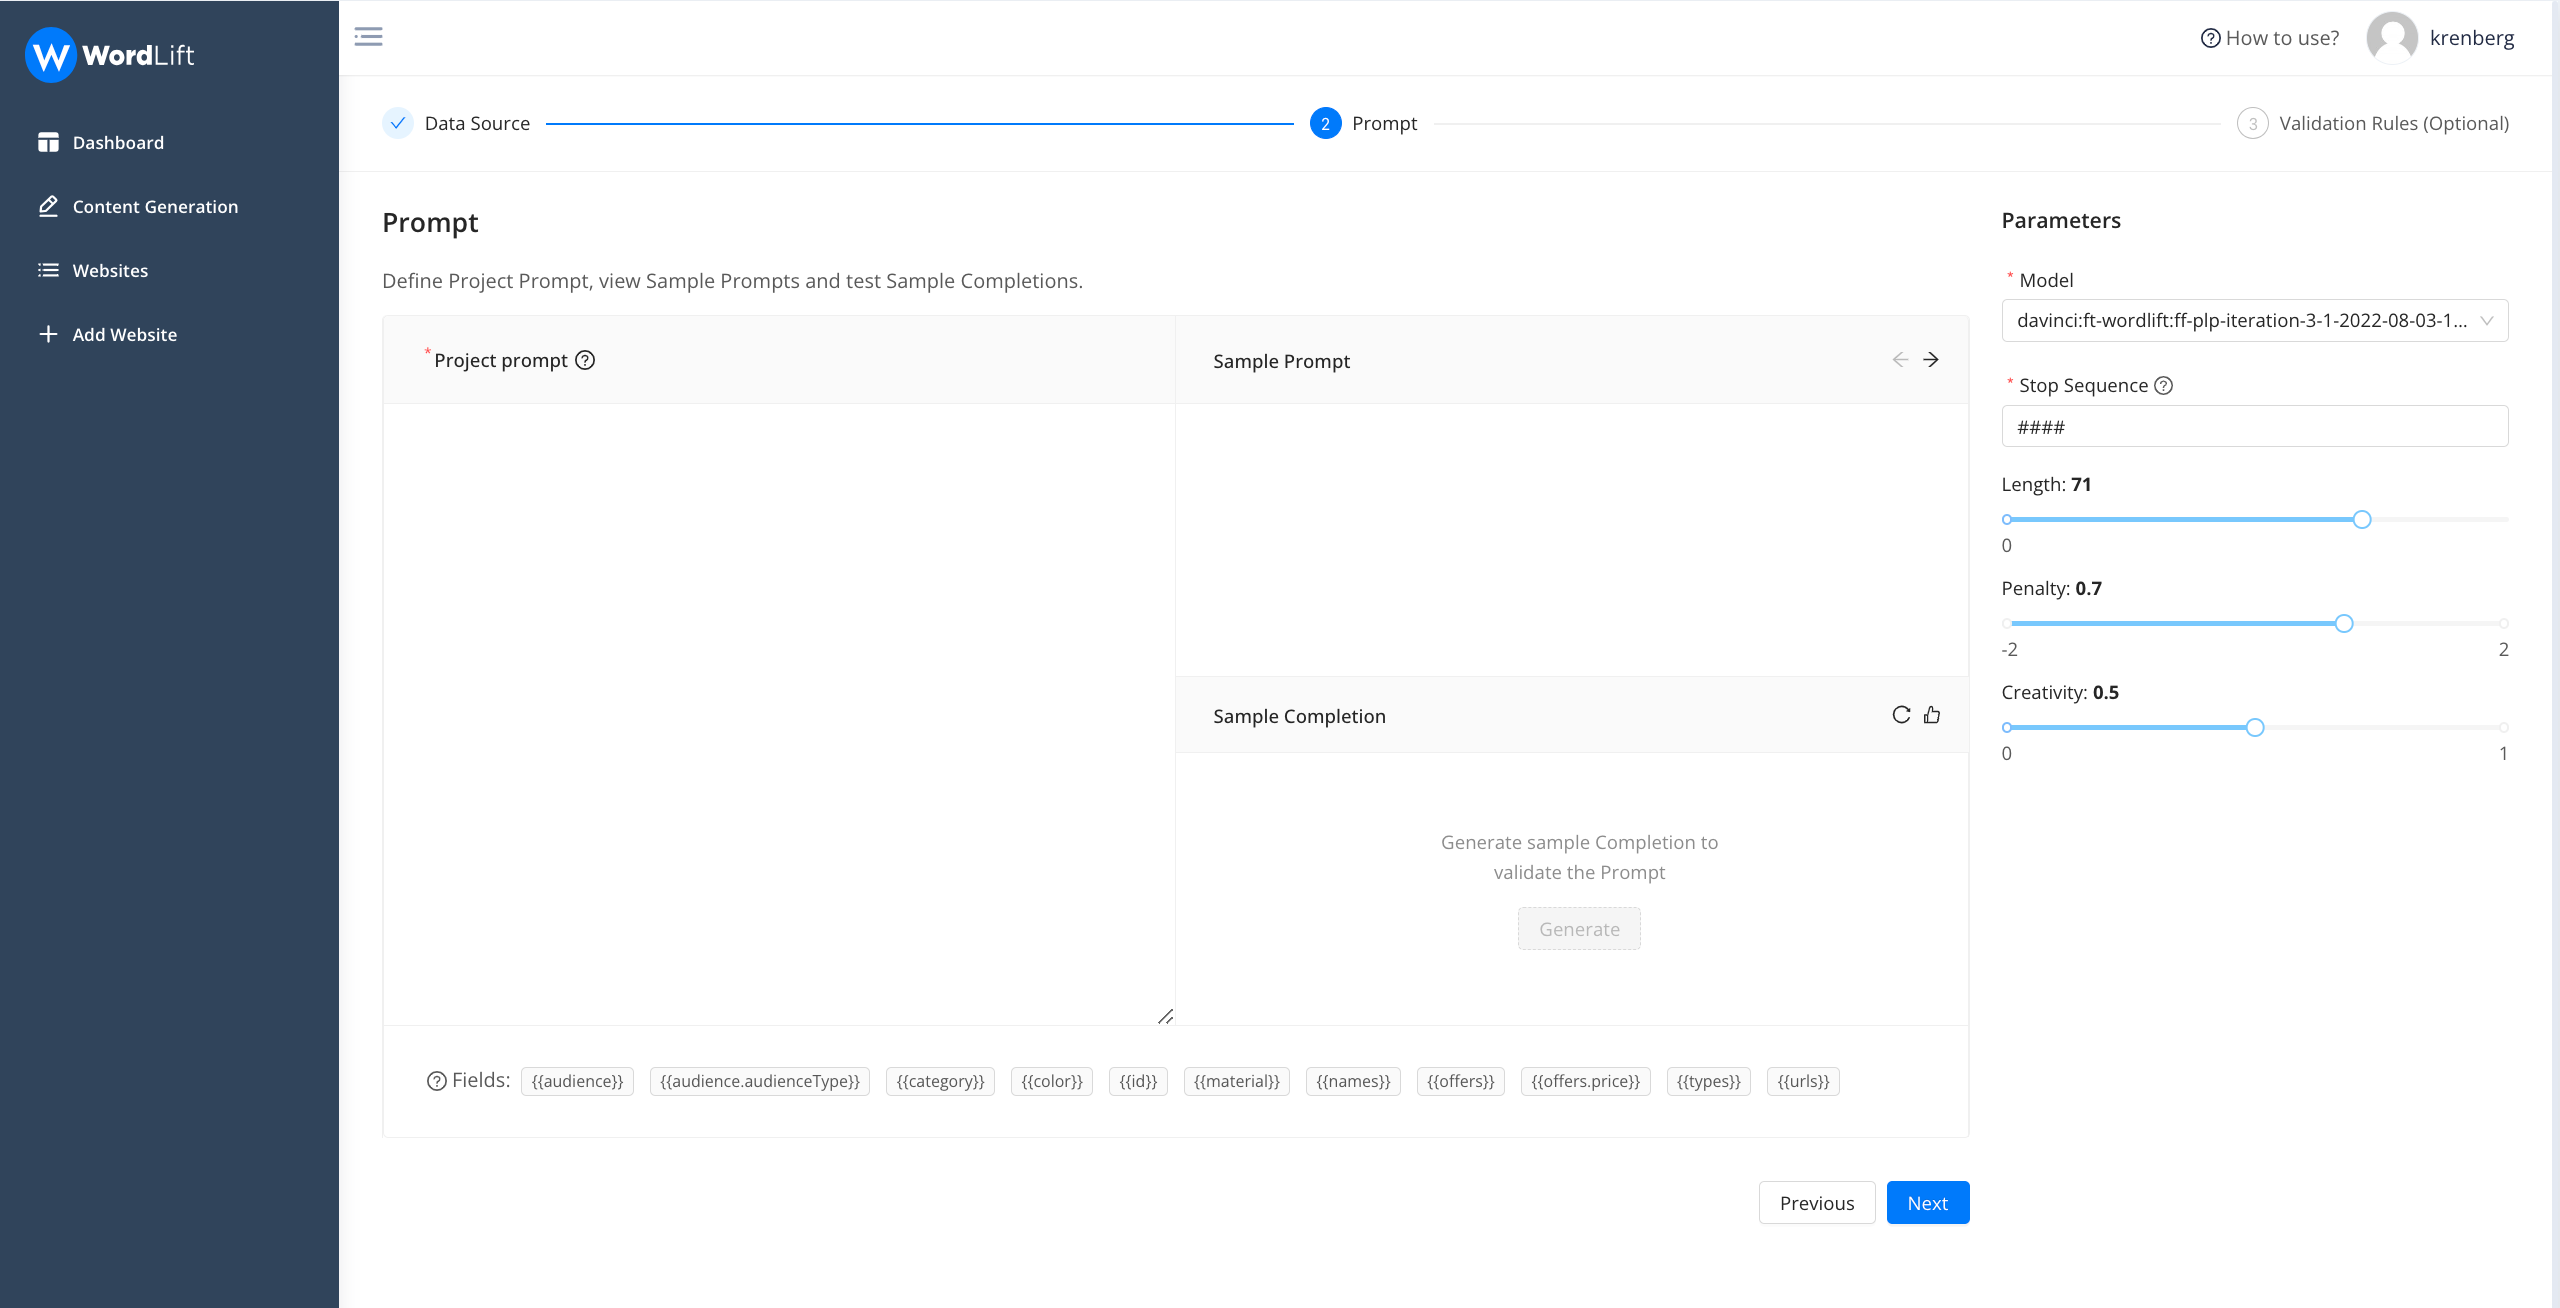 WordLift
How to use?
krenberg
Dashboard
Content Generation
Websites
Add Website
Data Source
2
Prompt
3
Validation Rules (Optional)
Prompt
Define Project Prompt, view Sample Prompts and test Sample Completions.
* Project prompt
Sample Prompt
Sample Completion
Generate sample Completion to
validate the Prompt
Generate
Fields: {{audience}} {{audience.audienceType}} {{category}} {{color}} {{id}} {{material}} {{names}} {{offers}} {{offers.price}} {{types}} {{urls}}
Previous
Next
Parameters
* Model
davinci:ft-wordlift:ff-plp-iteration-3-1-2022-08-03-1...
* Stop Sequence
####
Length: 71
0
Penalty: 0.7
-2 2
Creativity: 0.5
0 1